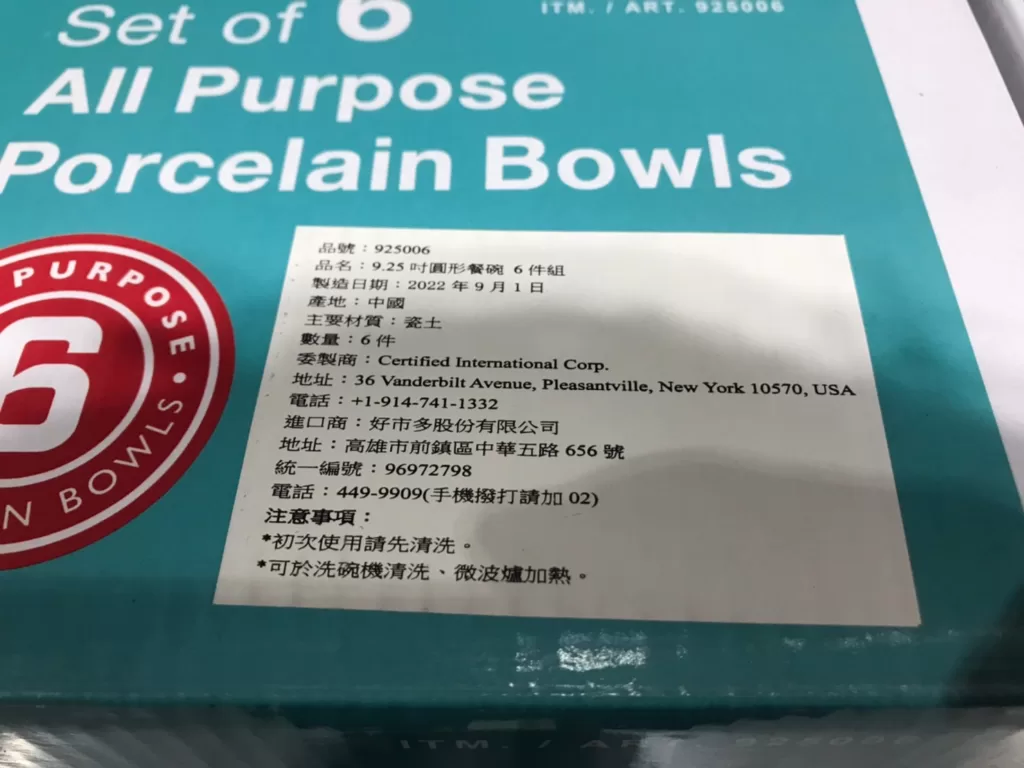 Set of 6
ITM. / ART. 925006
All Purpose
Porcelain Bowls
PURPOSE • BOWLS
6
品號：925006
品名：9.25 吋圓形餐碗 6 件組
製造日期：2022 年 9 月 1 日
產地：中國
主要材質：瓷土
數量：6 件
委製商：Certified International Corp.
地址：36 Vanderbilt Avenue, Pleasantville, New York 10570, USA
電話：+1-914-741-1332
進口商：好市多股份有限公司
地址：高雄市前鎮區中華五路 656 號
統一編號：96972798
電話：449-9909(手機撥打請加 02)
注意事項：
*初次使用請先清洗。
*可於洗碗機清洗、微波爐加熱。
ITM. / ART. 925006